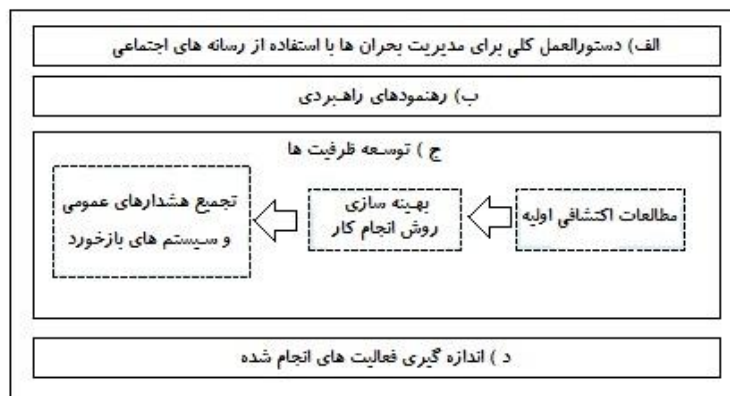 الف) دستورالعمل کلی برای مدیریت بحران ها با استفاده از رسانه های اجتماعی
ب) رهنمودهای راهبردی
ج ) توسعه ظرفیت ها
مطالعات اکتشافی اولیه
بهینه سازی
روش انجام کار
تجمیع هشدارهای عمومی
و سیستم های بازخورد
د ) اندازه گیری فعالیت های انجام شده